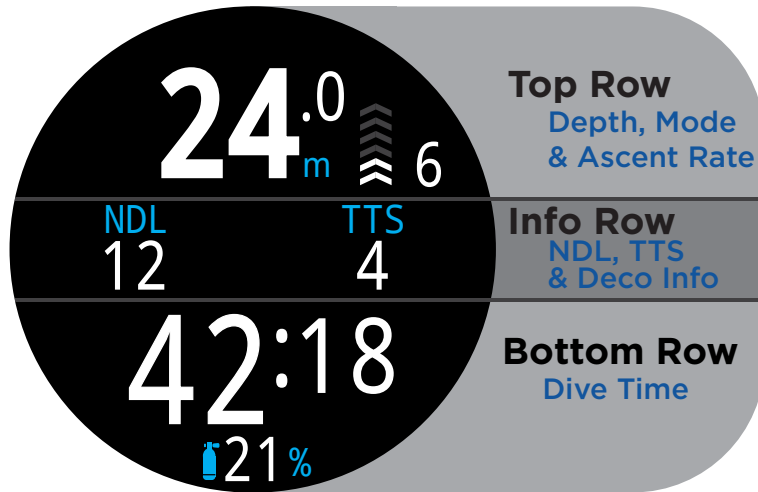 24.0 m 6
Top Row
Depth, Mode
& Ascent Rate
NDL TTS
12 4
Info Row
NDL, TTS
& Deco Info
42:18
21%
Bottom Row
Dive Time